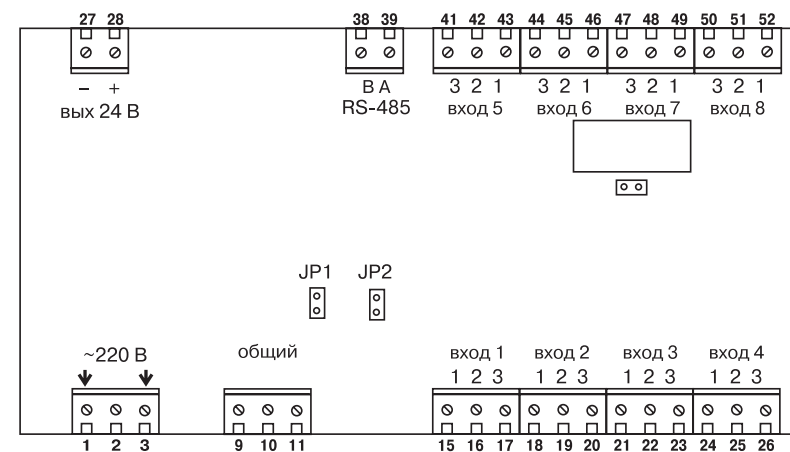 27 28 38 39 41 42 43 44 45 46 47 48 49 50 51 52
– + B A 3 2 1 3 2 1 3 2 1 3 2 1
вых 24 В RS-485 вход 5 вход 6 вход 7 вход 8
JP1 JP2
~220 В общий вход 1 вход 2 вход 3 вход 4
1 2 3 1 2 3 1 2 3 1 2 3
1 2 3 9 10 11 15 16 17 18 19 20 21 22 23 24 25 26